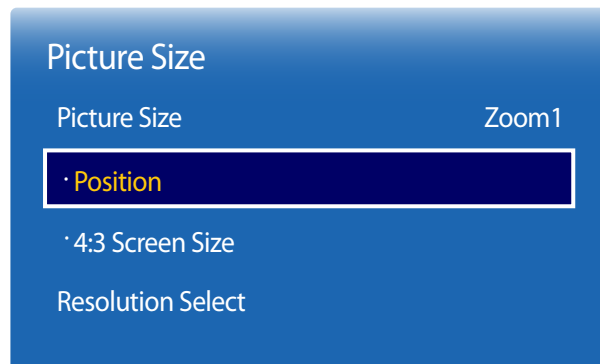 Picture Size
Picture Size Zoom1
· Position
· 4:3 Screen Size
Resolution Select